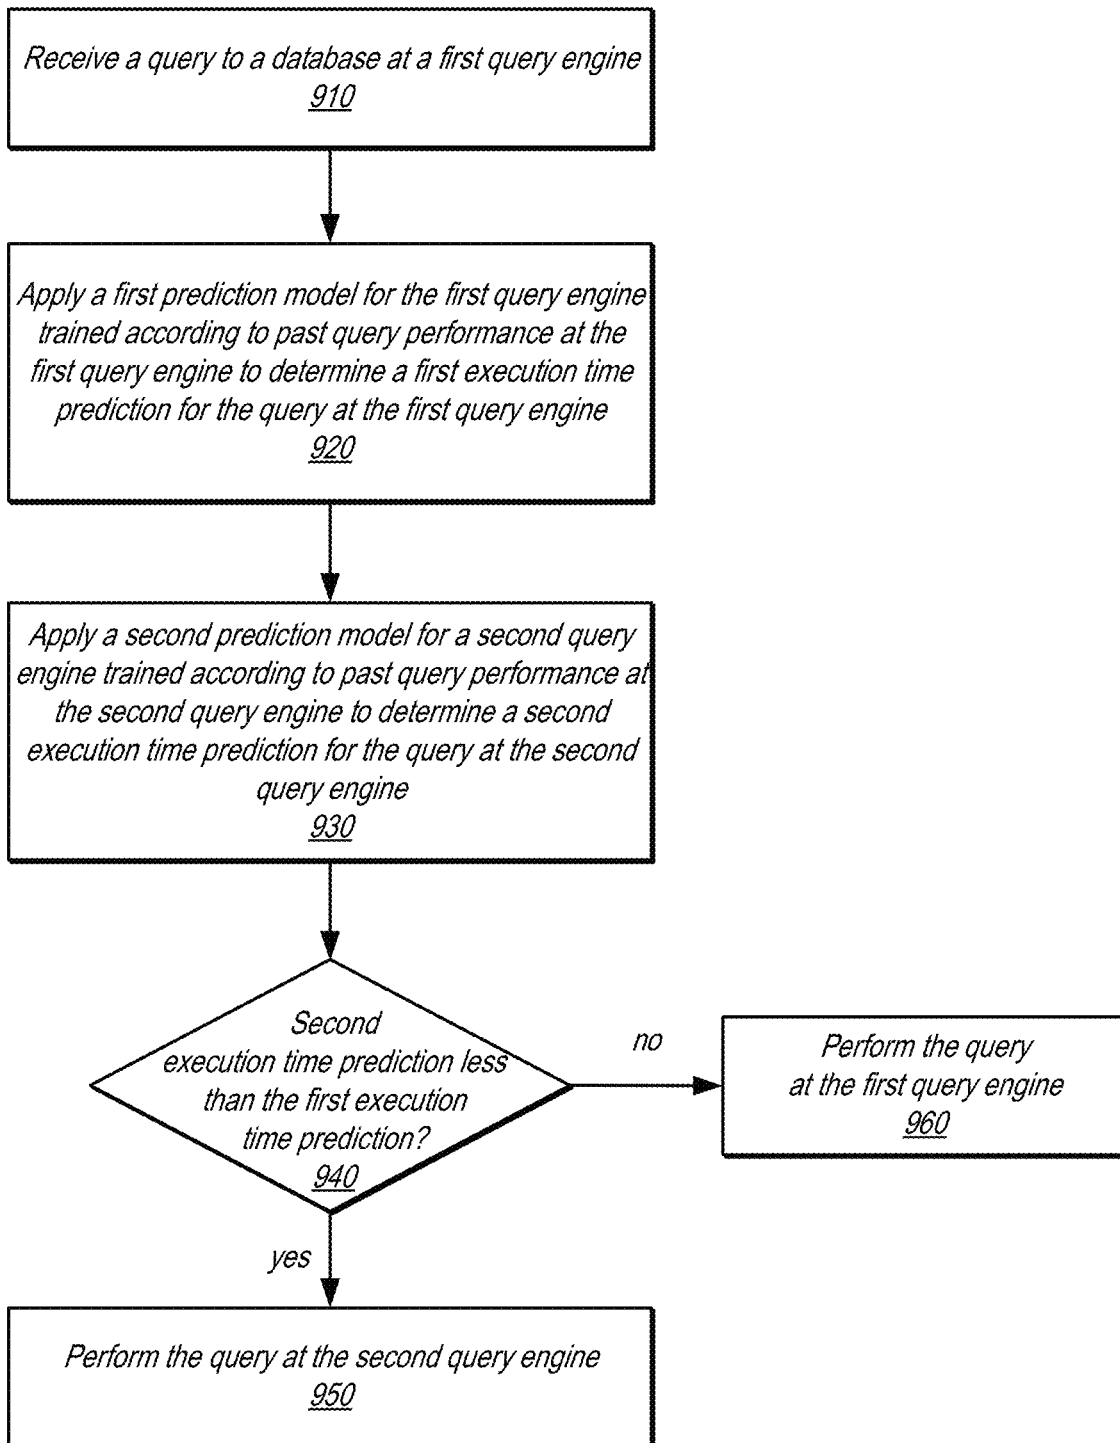 Receive a query to a database at a first query engine
910
Apply a first prediction model for the first query engine
trained according to past query performance at the
first query engine to determine a first execution time
prediction for the query at the first query engine
920
Apply a second prediction model for a second query
engine trained according to past query performance at
the second query engine to determine a second
execution time prediction for the query at the second
query engine
930
Second
execution time prediction less
than the first execution
time prediction?
940
no
Perform the query
at the first query engine
960
yes
Perform the query at the second query engine
950